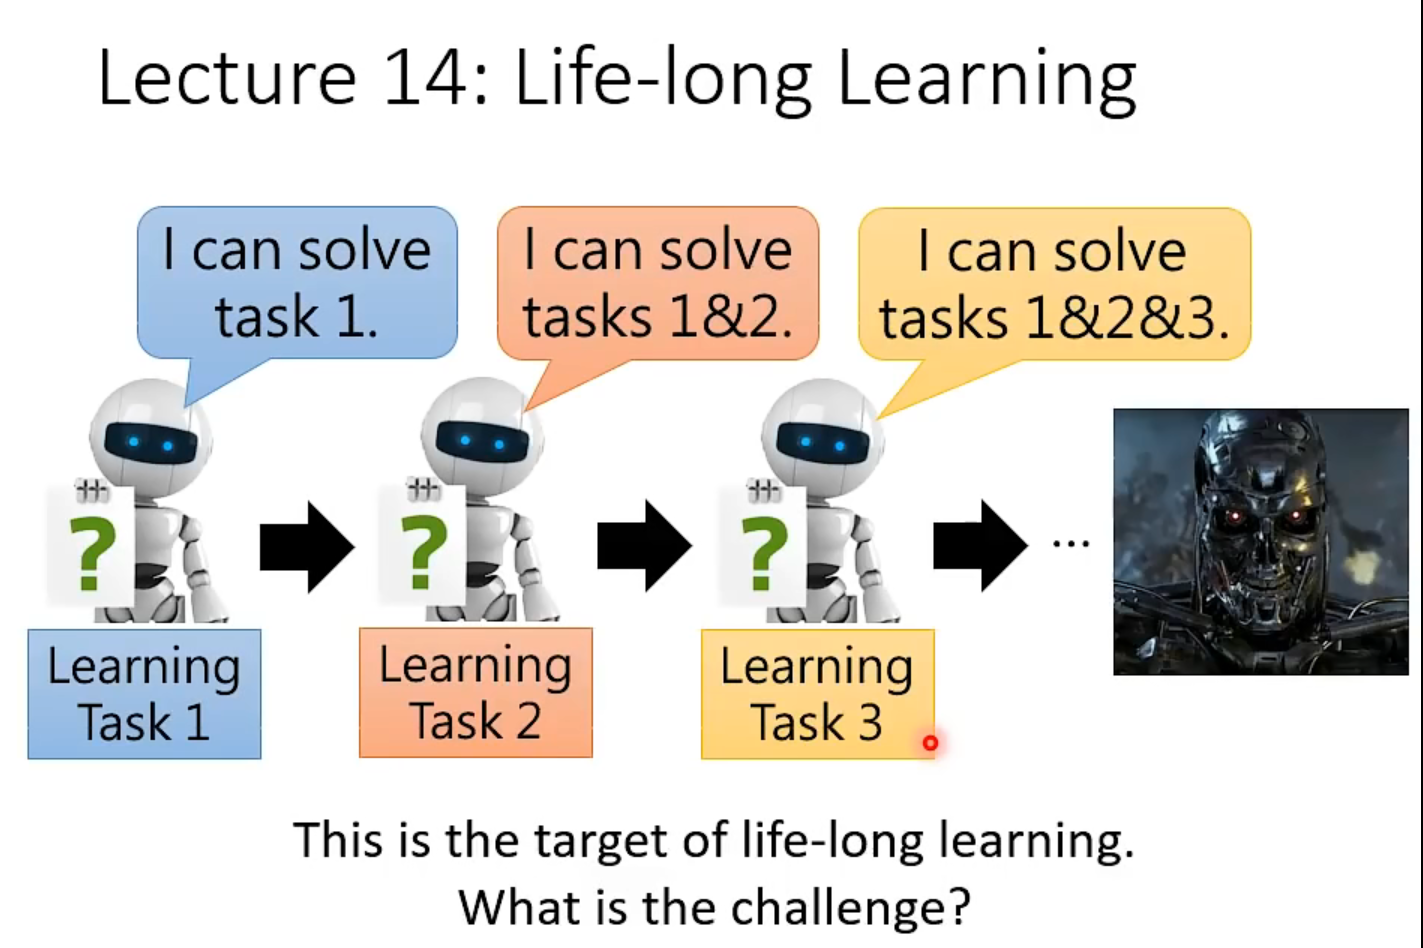 Lecture 14: Life-long Learning
I can solve
task 1.
I can solve
tasks 1&2.
I can solve
tasks 1&2&3.
?
?
?
...
Learning
Task 1
Learning
Task 2
Learning
Task 3
This is the target of life-long learning.
What is the challenge?